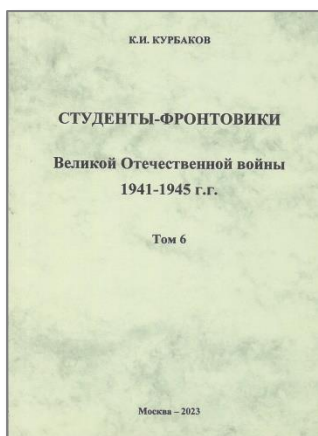 К.И. КУРБАКОВ
СТУДЕНТЫ-ФРОНТОВИКИ
Великой Отечественной войны
1941-1945 г.г.
Том 6
Москва – 2023